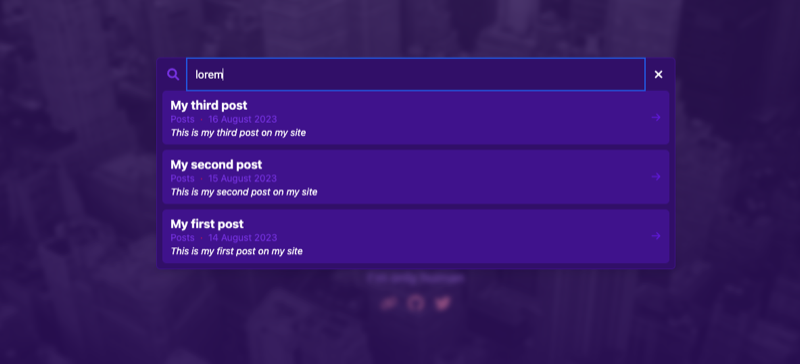 lorem
My third post
Posts · 16 August 2023
This is my third post on my site
My second post
Posts · 15 August 2023
This is my second post on my site
My first post
Posts · 14 August 2023
This is my first post on my site